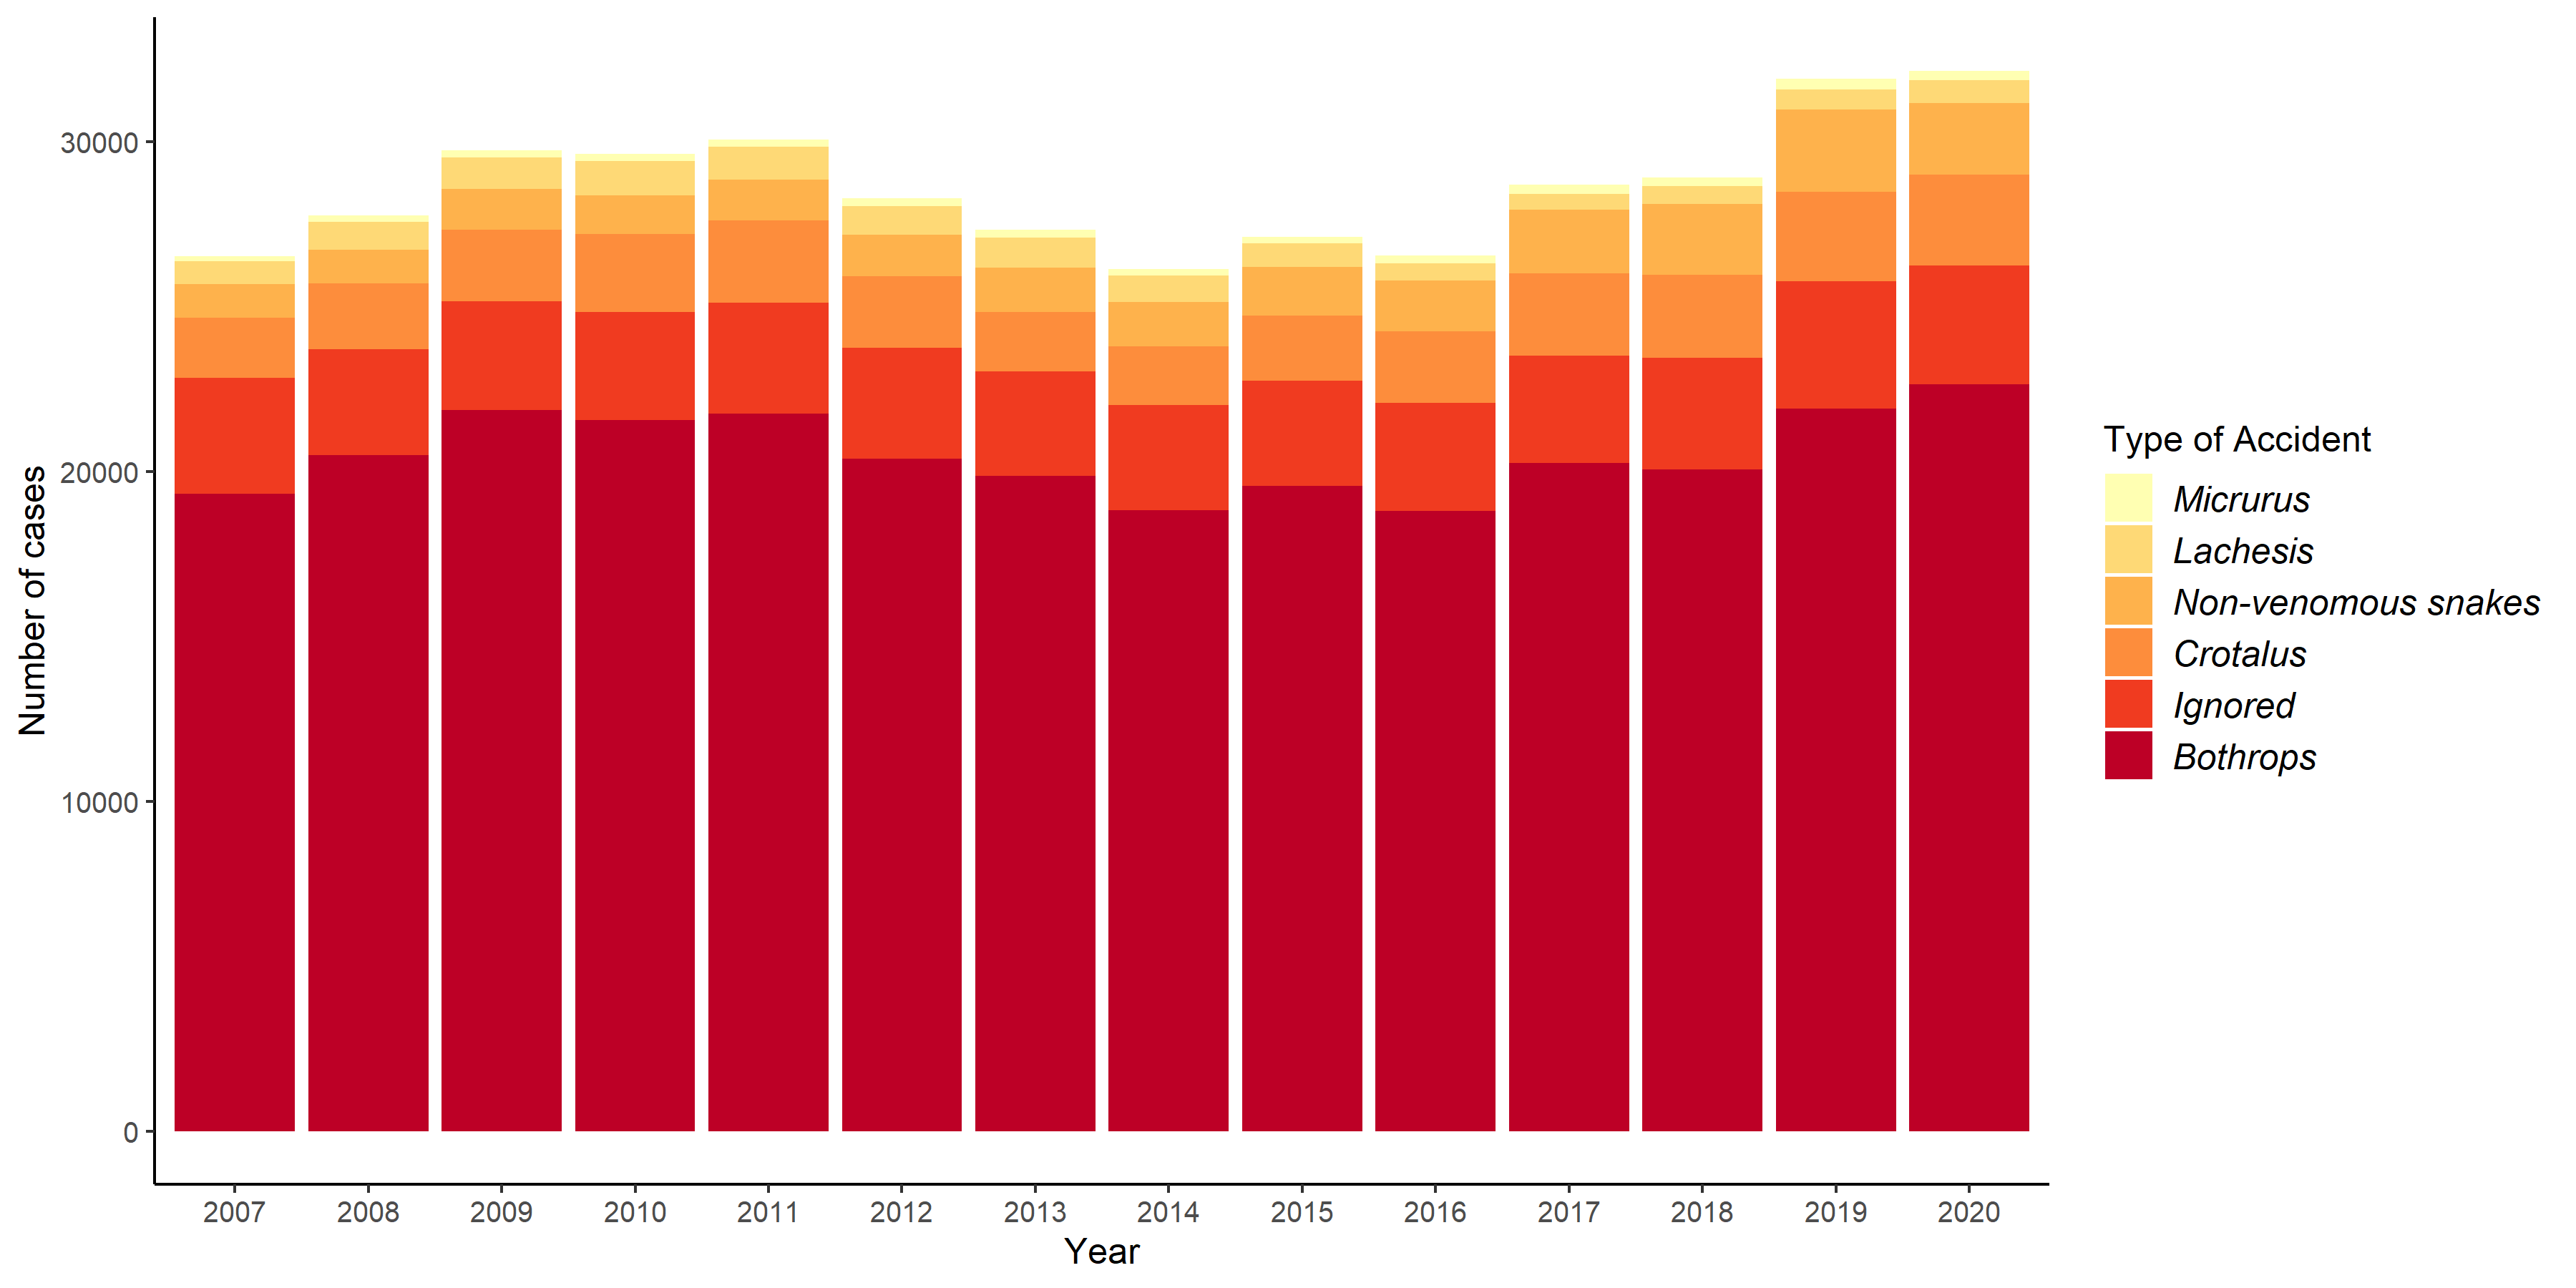 Number of cases
30000
20000
10000
0
2007 2008 2009 2010 2011 2012 2013 2014 2015 2016 2017 2018 2019 2020
Year
Type of Accident
Micrurus
Lachesis
Non-venomous snakes
Crotalus
Ignored
Bothrops